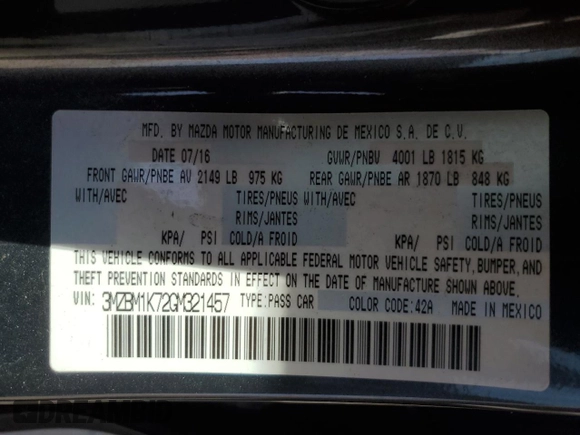 MFD. BY MAZDA MOTOR MANUFACTURING DE MEXICO S.A. DE C.V.
DATE 07/16 GVWR/PNBV 4001 LB 1815 KG
FRONT GAWR/PNBE AV 2149 LB 975 KG REAR GAWR/PNBE AR 1870 LB 848 KG
WITH/AVEC TIRES/PNEUS WITH/AVEC TIRES/PNEUS
RIMS/JANTES RIMS/JANTES
KPA/ PSI COLD/A FROID KPA/ PSI COLD/A FROID
THIS VEHICLE CONFORMS TO ALL APPLICABLE FEDERAL MOTOR VEHICLE SAFETY, BUMPER, AND
THEFT PREVENTION STANDARDS IN EFFECT ON THE DATE OF MANUFACTURE SHOWN ABOVE.
VIN: 3MZBM1K72GM321457 TYPE:PASS CAR COLOR CODE:42A MADE IN MEXICO